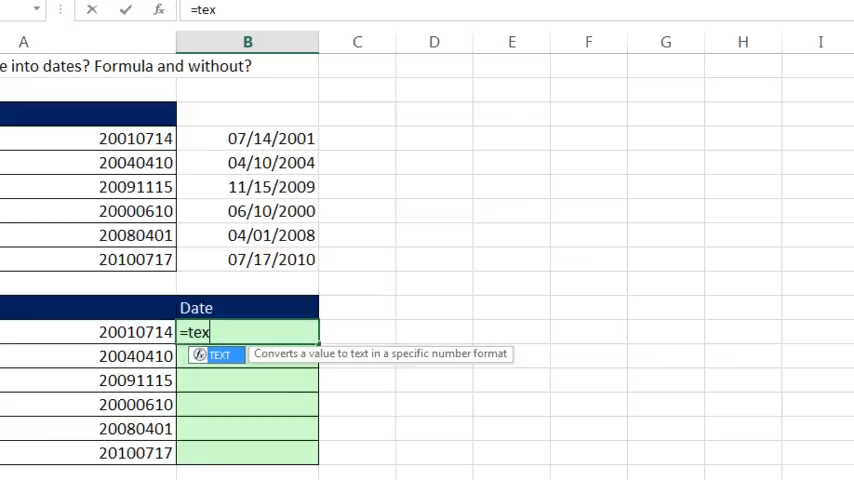 =tex
A B C D E F G H I
e into dates? Formula and without?
20010714 07/14/2001
20040410 04/10/2004
20091115 11/15/2009
20000610 06/10/2000
20080401 04/01/2008
20100717 07/17/2010
Date
20010714 =tex
20040410 fx TEXT Converts a value to text in a specific number format
20091115
20000610
20080401
20100717